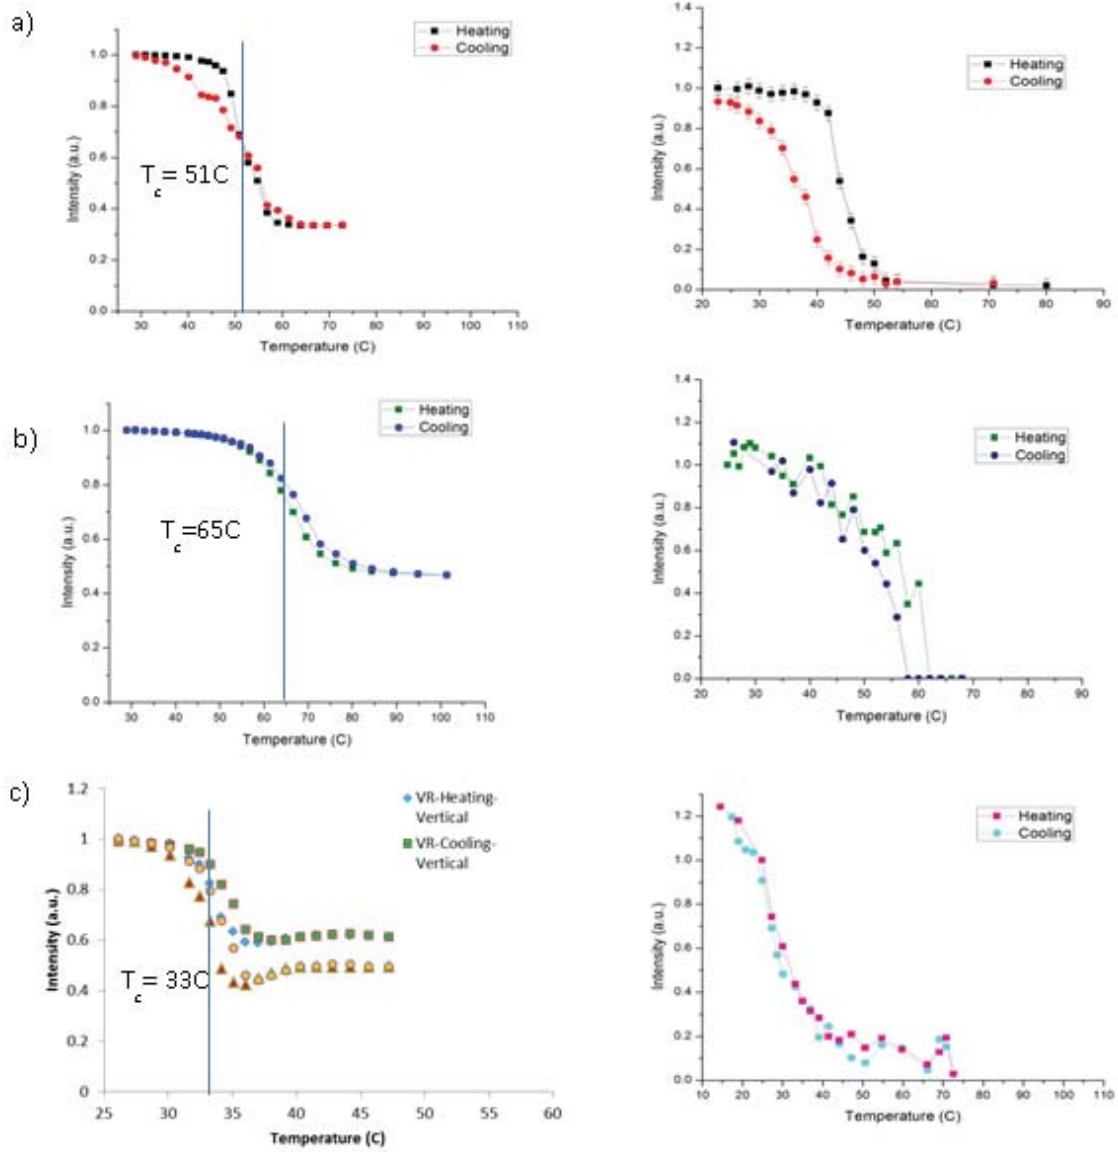 a)
Heating
Cooling
1.0
0.8
0.6
0.4
0.2
0.0
Intensity (a.u.)
T = 51C
c
30 40 50 60 70 80 90 100 110
Temperature (C)
Heating
Cooling
1.4
1.2
1.0
0.8
0.6
0.4
0.2
0.0
Intensity (a.u.)
20 30 40 50 60 70 80 90
Temperature (C)
b)
Heating
Cooling
1.0
0.8
0.6
0.4
0.2
0.0
Intensity (a.u.)
T =65C
c
30 40 50 60 70 80 90 100 110
Temperature (C)
Heating
Cooling
1.4
1.2
1.0
0.8
0.6
0.4
0.2
0.0
Intensity (a.u.)
20 30 40 50 60 70 80 90
Temperature (C)
c)
VR-Heating-
Vertical
VR-Cooling-
Vertical
1.2
1
0.8
0.6
0.4
0.2
0
Intensity (a.u.)
T = 33C
c
25 30 35 40 45 50 55 60
Temperature (C)
Heating
Cooling
1.2
1.0
0.8
0.6
0.4
0.2
0.0
Intensity (a.u.)
10 20 30 40 50 60 70 80 90 100 110
Temperature (C)